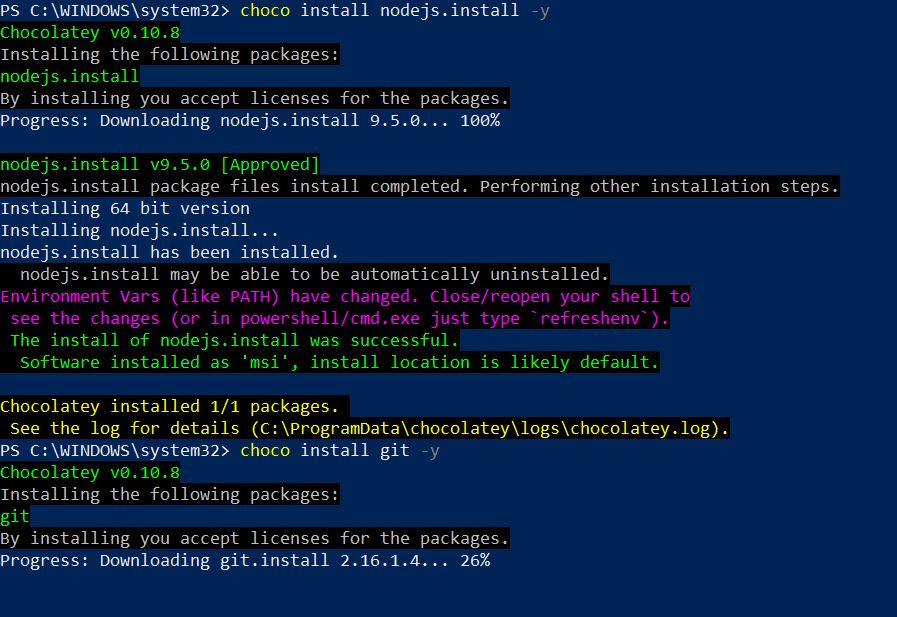 PS C:\WINDOWS\system32> choco install nodejs.install -y
Chocolatey v0.10.8
Installing the following packages:
nodejs.install
By installing you accept licenses for the packages.
Progress: Downloading nodejs.install 9.5.0... 100%
nodejs.install v9.5.0 [Approved]
nodejs.install package files install completed. Performing other installation steps.
Installing 64 bit version
Installing nodejs.install...
nodejs.install has been installed.
  nodejs.install may be able to be automatically uninstalled.
Environment Vars (like PATH) have changed. Close/reopen your shell to
 see the changes (or in powershell/cmd.exe just type `refreshenv`).
 The install of nodejs.install was successful.
  Software installed as 'msi', install location is likely default.
Chocolatey installed 1/1 packages.
 See the log for details (C:\ProgramData\chocolatey\logs\chocolatey.log).
PS C:\WINDOWS\system32> choco install git -y
Chocolatey v0.10.8
Installing the following packages:
git
By installing you accept licenses for the packages.
Progress: Downloading git.install 2.16.1.4... 26%